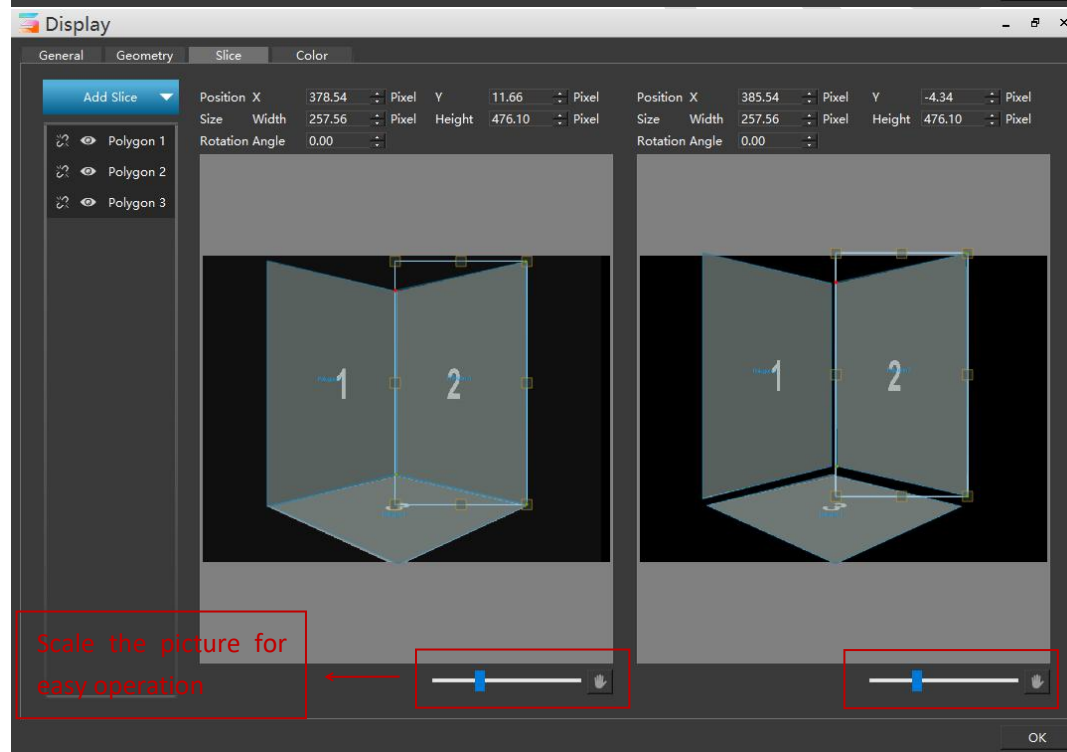 Display
General Geometry Slice Color
Add Slice
Polygon 1
Polygon 2
Polygon 3
Position X 378.54 Pixel Y 11.66 Pixel
Size Width 257.56 Pixel Height 476.10 Pixel
Rotation Angle 0.00
1
2
3
Position X 385.54 Pixel Y -4.34 Pixel
Size Width 257.56 Pixel Height 476.10 Pixel
Rotation Angle 0.00
1
2
3
Scale the picture for
easy operation
OK